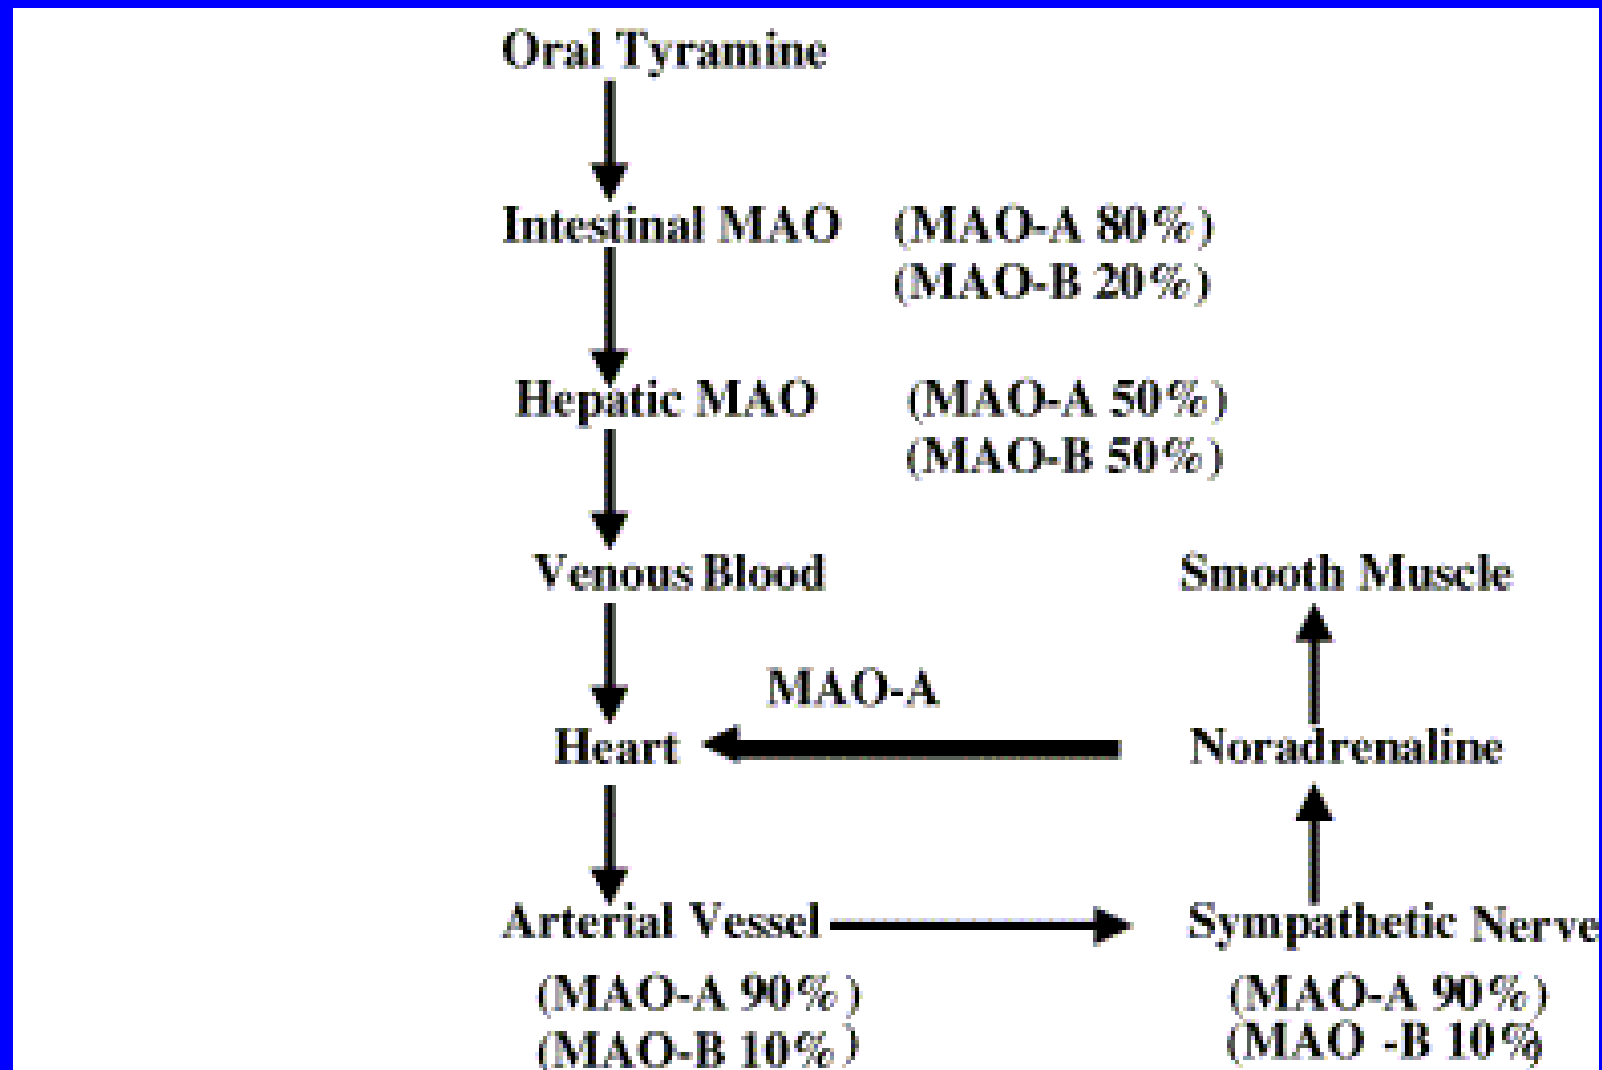 Oral Tyramine
Intestinal MAO (MAO-A 80%)
(MAO-B 20%)
Hepatic MAO (MAO-A 50%)
(MAO-B 50%)
Venous Blood Smooth Muscle
MAO-A
Heart Noradrenaline
Arterial Vessel Sympathetic Nerve
(MAO-A 90%) (MAO-A 90%)
(MAO-B 10%) (MAO -B 10%)